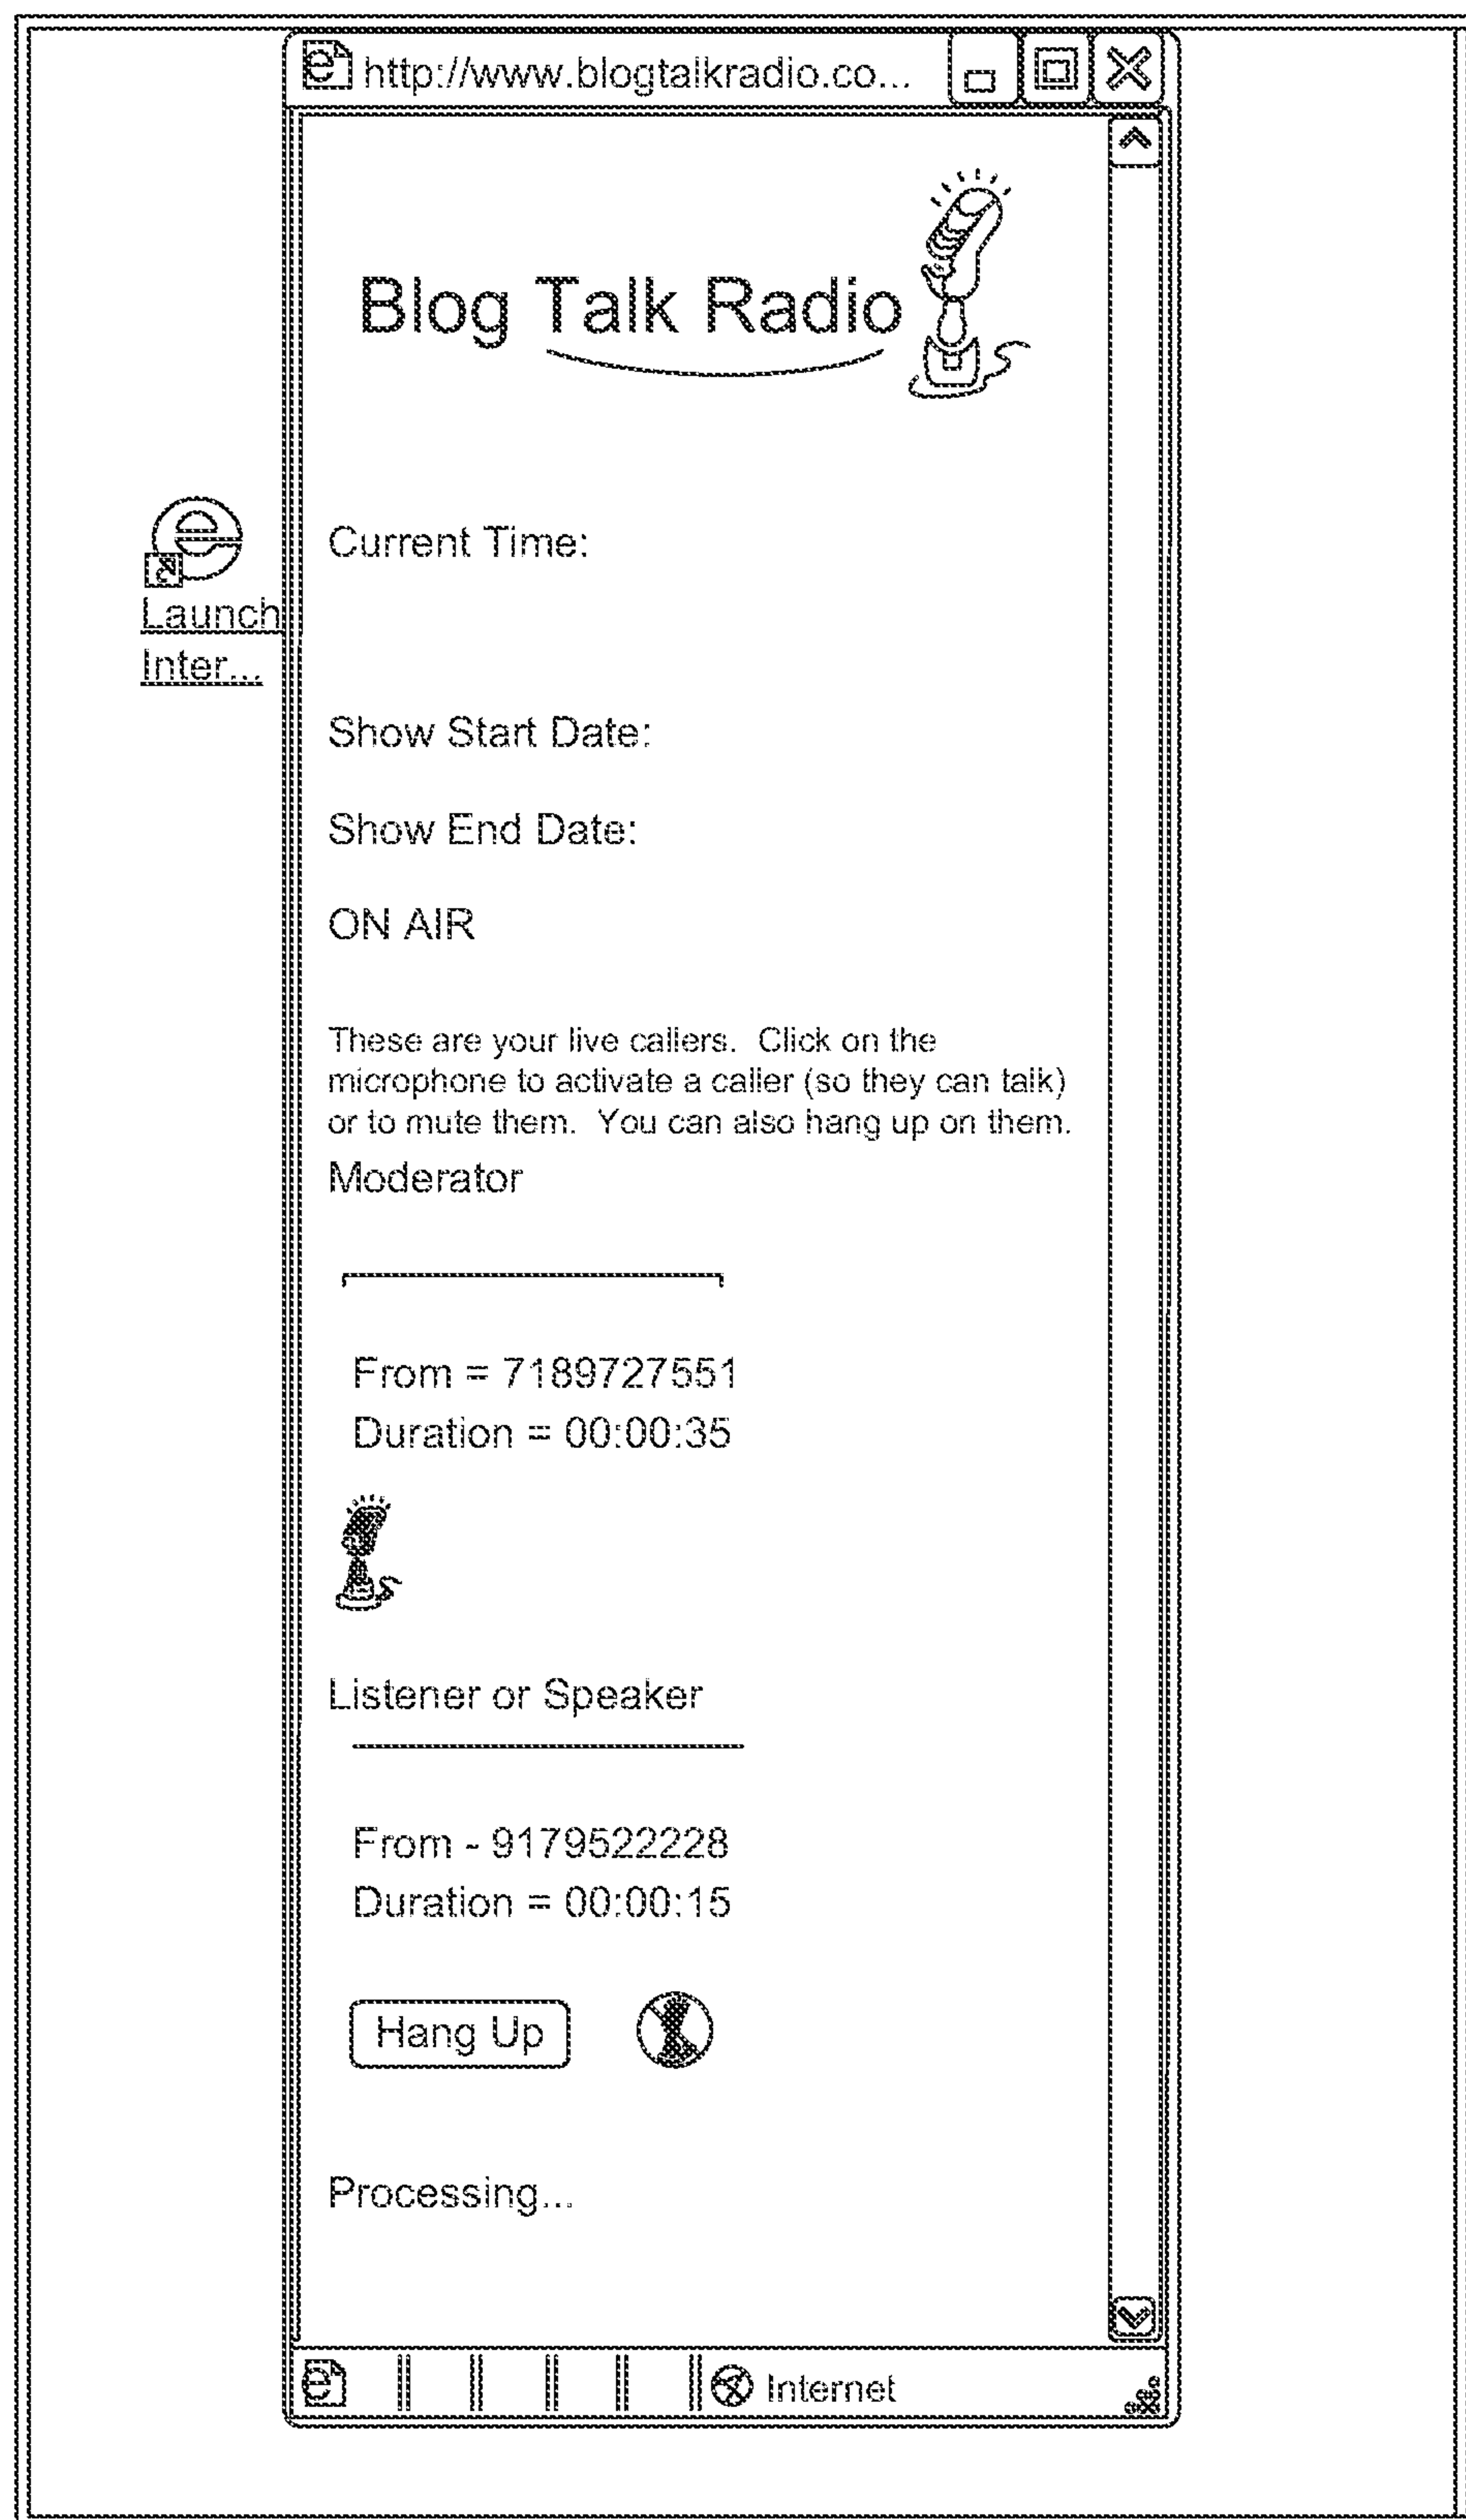 http://www.blogtalkradio.co...
Blog Talk Radio
Launch
Inter...
Current Time:
Show Start Date:
Show End Date:
ON AIR
These are your live callers. Click on the
microphone to activate a caller (so they can talk)
or to mute them. You can also hang up on them.
Moderator
From = 7189727551
Duration = 00:00:35
Listener or Speaker
From - 9179522228
Duration = 00:00:15
Hang Up
Processing...
Internet